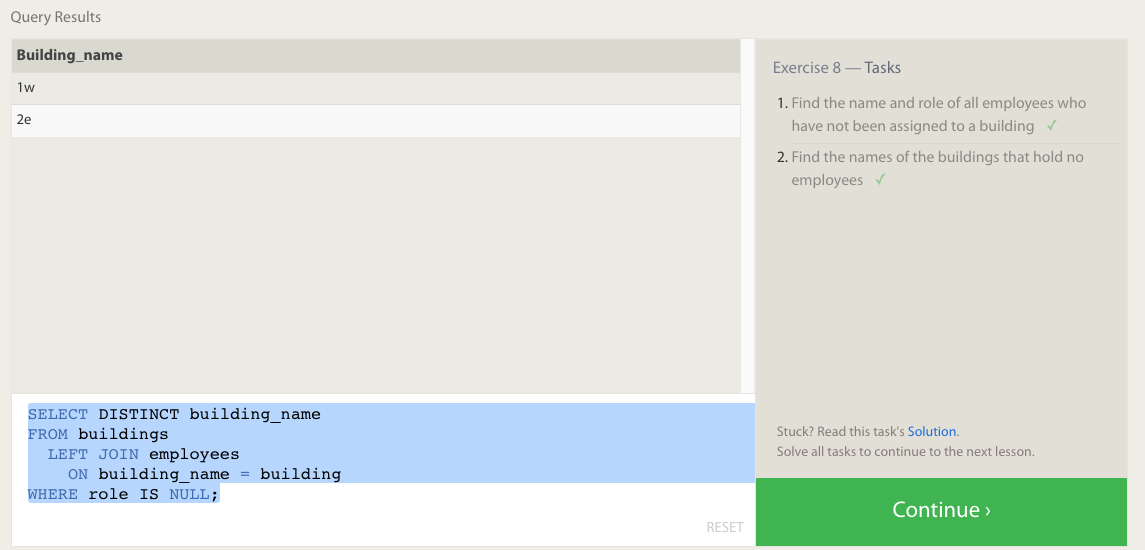 Query Results
Building_name
1w
2e
SELECT DISTINCT building_name
FROM buildings
LEFT JOIN employees
ON building_name = building
WHERE role IS NULL;
RESET
Exercise 8 — Tasks
1. Find the name and role of all employees who
have not been assigned to a building ✓
2. Find the names of the buildings that hold no
employees ✓
Stuck? Read this task's Solution.
Solve all tasks to continue to the next lesson.
Continue ›